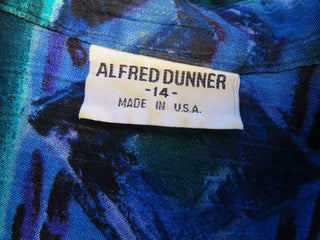 ALFRED DUNNER
-14-
MADE IN U.S.A.